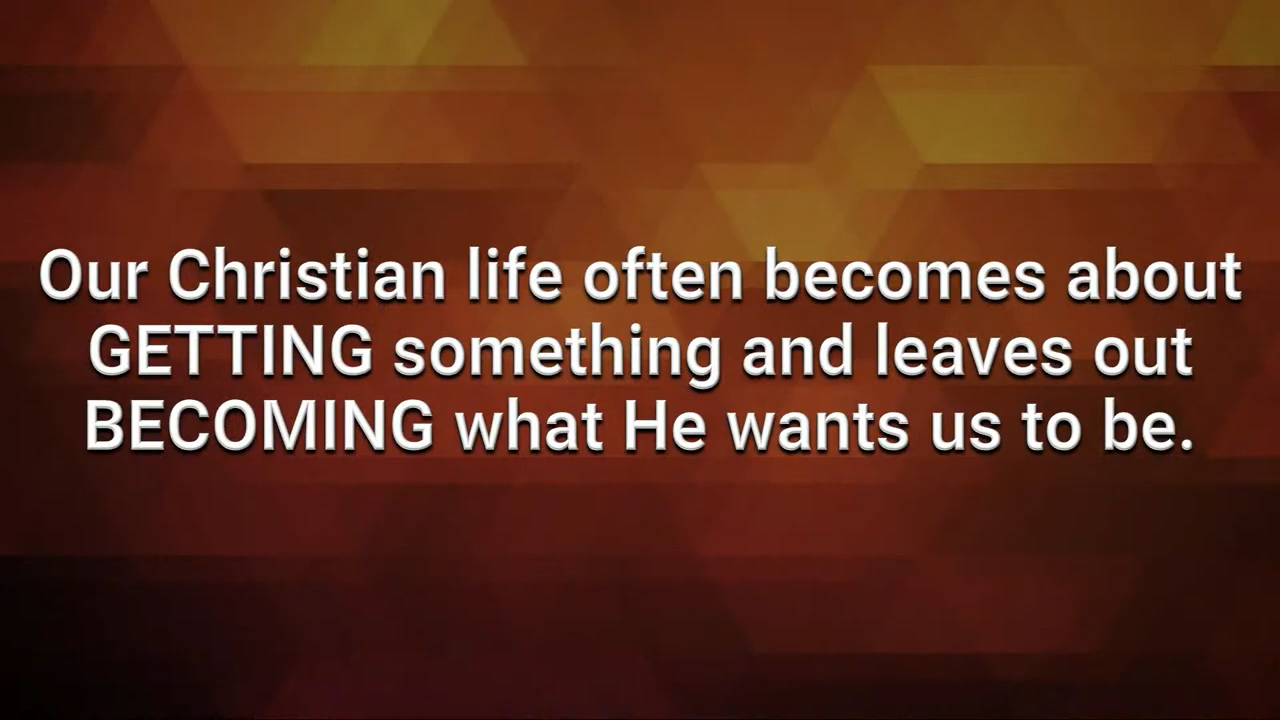 Our Christian life often becomes about
GETTING something and leaves out
BECOMING what He wants us to be.